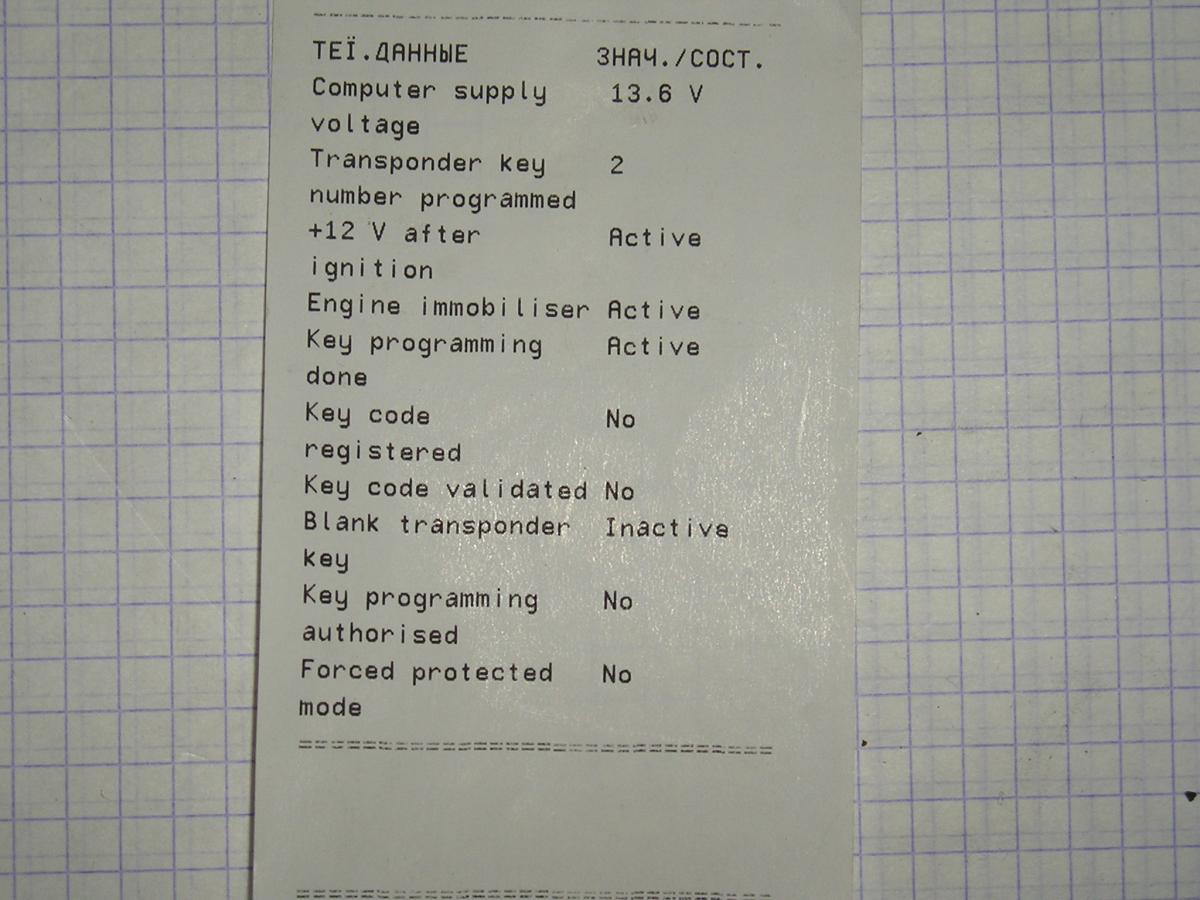 ТЕЇ.ДАННЫЕ ЗНАЧ./СОСТ.
Computer supply 13.6 V
voltage
Transponder key 2
number programmed
+12 V after Active
ignition
Engine immobiliser Active
Key programming Active
done
Key code No
registered
Key code validated No
Blank transponder Inactive
key
Key programming No
authorised
Forced protected No
mode